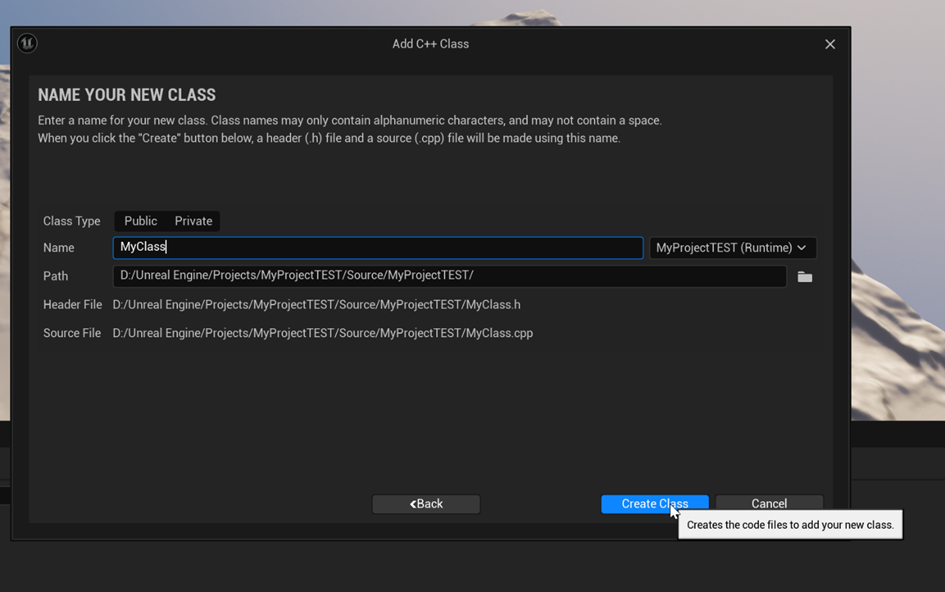 Add C++ Class
NAME YOUR NEW CLASS
Enter a name for your new class. Class names may only contain alphanumeric characters, and may not contain a space.
When you click the "Create" button below, a header (.h) file and a source (.cpp) file will be made using this name.
Class Type Public Private
Name MyClass MyProjectTEST (Runtime)
Path D:/Unreal Engine/Projects/MyProjectTEST/Source/MyProjectTEST/
Header File D:/Unreal Engine/Projects/MyProjectTEST/Source/MyProjectTEST/MyClass.h
Source File D:/Unreal Engine/Projects/MyProjectTEST/Source/MyProjectTEST/MyClass.cpp
Back Create Class Cancel
Creates the code files to add your new class.